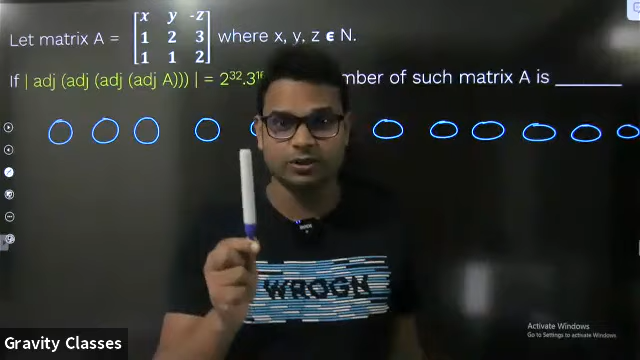 Let matrix A = [x y -z
1 2 3
1 1 2] where x, y, z ϵ N.
If | adj (adj (adj (adj A))) | = 2³².3¹⁶ mber of such matrix A is ______
WROGN
Activate Windows
Go to Settings to activate Windows.
Gravity Classes